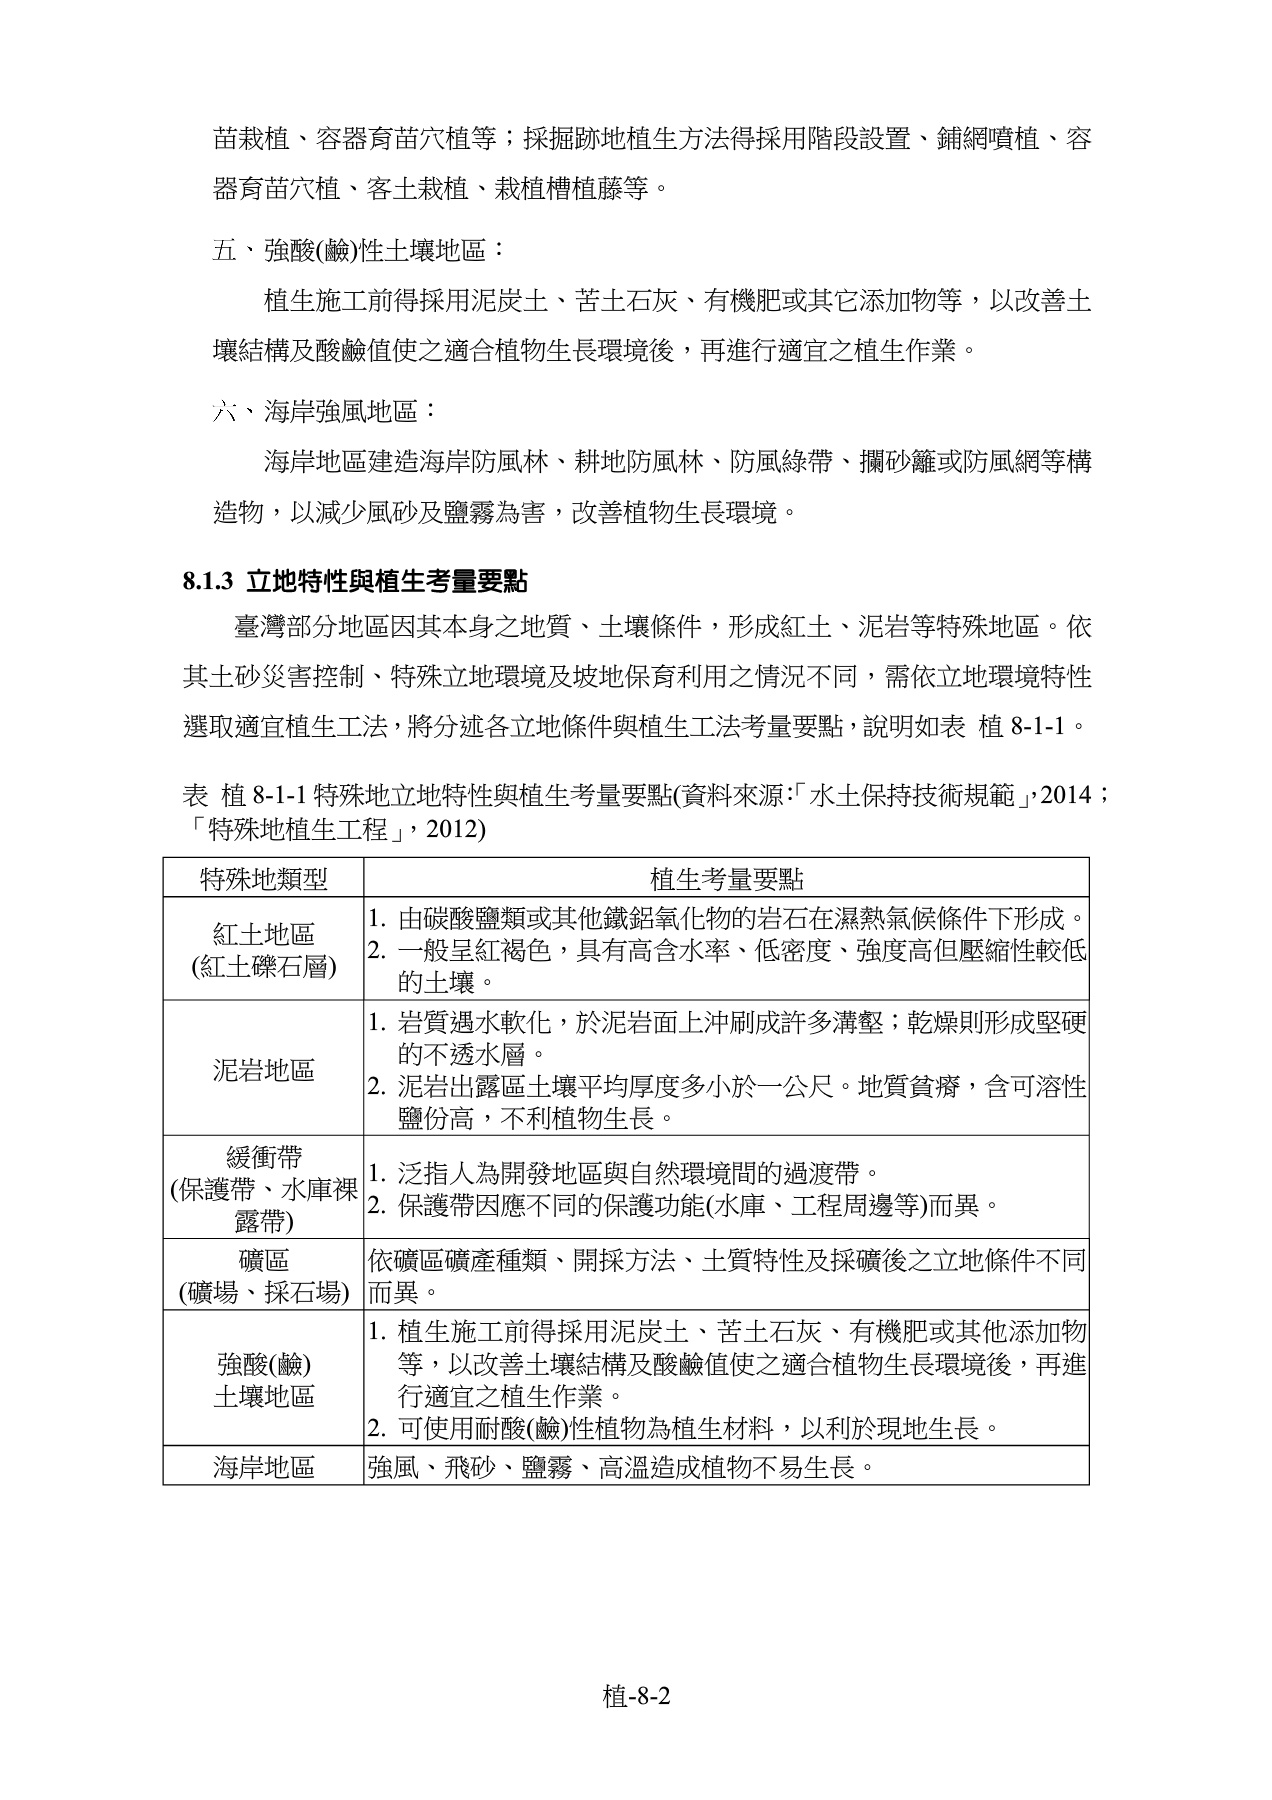 苗栽植、容器育苗穴植等；採掘跡地植生方法得採用階段設置、鋪網噴植、容
器育苗穴植、客土栽植、栽植槽植藤等。
五、強酸(鹼)性土壤地區：
植生施工前得採用泥炭土、苦土石灰、有機肥或其它添加物等，以改善土
壤結構及酸鹼值使之適合植物生長環境後，再進行適宜之植生作業。
六、海岸強風地區：
海岸地區建造海岸防風林、耕地防風林、防風綠帶、攔砂籬或防風網等構
造物，以減少風砂及鹽霧為害，改善植物生長環境。
8.1.3 立地特性與植生考量要點
臺灣部分地區因其本身之地質、土壤條件，形成紅土、泥岩等特殊地區。依
其土砂災害控制、特殊立地環境及坡地保育利用之情況不同，需依立地環境特性
選取適宜植生工法，將分述各立地條件與植生工法考量要點，說明如表 植 8-1-1。
表 植 8-1-1 特殊地立地特性與植生考量要點(資料來源：「水土保持技術規範」，2014；
「特殊地植生工程」，2012)
特殊地類型
植生考量要點
紅土地區
(紅土礫石層)
1. 由碳酸鹽類或其他鐵鋁氧化物的岩石在濕熱氣候條件下形成。
2. 一般呈紅褐色，具有高含水率、低密度、強度高但壓縮性較低
的土壤。
泥岩地區
1. 岩質遇水軟化，於泥岩面上沖刷成許多溝壑；乾燥則形成堅硬
的不透水層。
2. 泥岩出露區土壤平均厚度多小於一公尺。地質貧瘠，含可溶性
鹽份高，不利植物生長。
緩衝帶
(保護帶、水庫裸
露帶)
1. 泛指人為開發地區與自然環境間的過渡帶。
2. 保護帶因應不同的保護功能(水庫、工程周邊等)而異。
礦區
(礦場、採石場)
依礦區礦產種類、開採方法、土質特性及採礦後之立地條件不同
而異。
強酸(鹼)
土壤地區
1. 植生施工前得採用泥炭土、苦土石灰、有機肥或其他添加物
等，以改善土壤結構及酸鹼值使之適合植物生長環境後，再進
行適宜之植生作業。
2. 可使用耐酸(鹼)性植物為植生材料，以利於現地生長。
海岸地區
強風、飛砂、鹽霧、高溫造成植物不易生長。
植-8-2